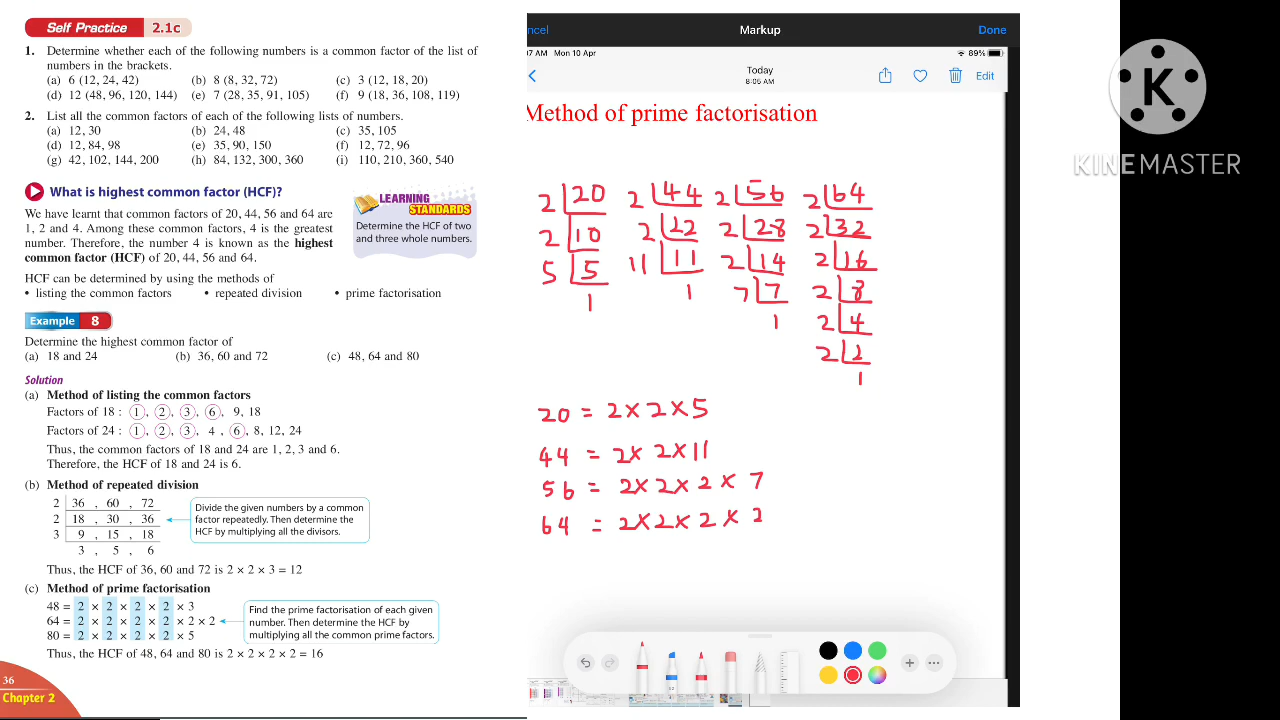 Self Practice 2.1c
1. Determine whether each of the following numbers is a common factor of the list of
numbers in the brackets.
(a) 6 (12, 24, 42) (b) 8 (8, 32, 72) (c) 3 (12, 18, 20)
(d) 12 (48, 96, 120, 144) (e) 7 (28, 35, 91, 105) (f) 9 (18, 36, 108, 119)
2. List all the common factors of each of the following lists of numbers.
(a) 12, 30 (b) 24, 48 (c) 35, 105
(d) 12, 84, 98 (e) 35, 90, 150 (f) 12, 72, 96
(g) 42, 102, 144, 200 (h) 84, 132, 300, 360 (i) 110, 210, 360, 540
What is highest common factor (HCF)?
We have learnt that common factors of 20, 44, 56 and 64 are
1, 2 and 4. Among these common factors, 4 is the greatest
number. Therefore, the number 4 is known as the highest
common factor (HCF) of 20, 44, 56 and 64.
LEARNING
STANDARDS
Determine the HCF of two
and three whole numbers.
HCF can be determined by using the methods of
• listing the common factors • repeated division • prime factorisation
Example 8
Determine the highest common factor of
(a) 18 and 24 (b) 36, 60 and 72 (c) 48, 64 and 80
Solution
(a) Method of listing the common factors
Factors of 18 : 1, 2, 3, 6, 9, 18
Factors of 24 : 1, 2, 3, 4 , 6, 8, 12, 24
Thus, the common factors of 18 and 24 are 1, 2, 3 and 6.
Therefore, the HCF of 18 and 24 is 6.
(b) Method of repeated division
2 36 , 60 , 72
2 18 , 30 , 36
3 9 , 15 , 18
3 , 5 , 6
Divide the given numbers by a common
factor repeatedly. Then determine the
HCF by multiplying all the divisors.
Thus, the HCF of 36, 60 and 72 is 2 × 2 × 3 = 12
(c) Method of prime factorisation
48 = 2 × 2 × 2 × 2 × 3
64 = 2 × 2 × 2 × 2 × 2 × 2
80 = 2 × 2 × 2 × 2 × 5
Find the prime factorisation of each given
number. Then determine the HCF by
multiplying all the common prime factors.
Thus, the HCF of 48, 64 and 80 is 2 × 2 × 2 × 2 = 16
36
Chapter 2
ncel Markup Done
07 AM Mon 10 Apr 89%
Today
8:05 AM
Edit
Method of prime factorisation
2 20 2 44 2 56 2 64
2 10 2 22 2 28 2 32
5 5 11 11 2 14 2 16
1 1 7 7 2 8
1 2 4
2 2
1
20 = 2 × 2 × 5
44 = 2 × 2 × 11
56 = 2 × 2 × 2 × 7
64 = 2 × 2 × 2 × 2
K
KINEMASTER